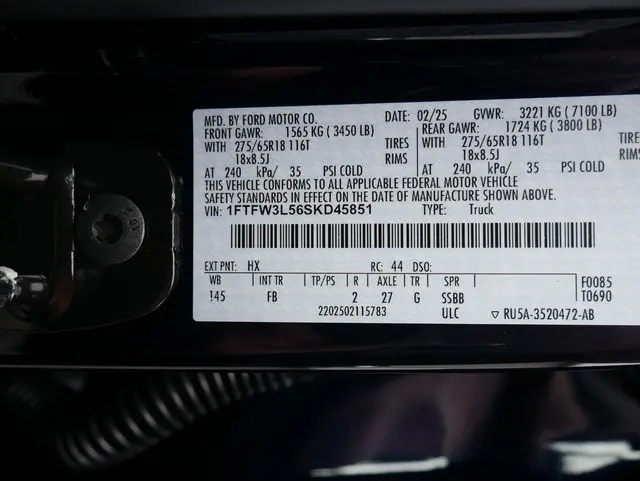 MFD. BY FORD MOTOR CO. DATE: 02/25 GVWR: 3221 KG ( 7100 LB)
FRONT GAWR: 1565 KG ( 3450 LB) REAR GAWR: 1724 KG ( 3800 LB)
WITH 275/65R18 116T TIRES WITH 275/65R18 116T TIRES
18x8.5J RIMS 18x8.5J RIMS
AT 240 kPa/ 35 PSI COLD AT 240 kPa/ 35 PSI COLD
THIS VEHICLE CONFORMS TO ALL APPLICABLE FEDERAL MOTOR VEHICLE
SAFETY STANDARDS IN EFFECT ON THE DATE OF MANUFACTURE SHOWN ABOVE.
VIN: 1FTFW3L56SKD45851 TYPE: Truck
EXT PNT: HX RC: 44 DSO:
WB INT TR TP/PS R AXLE TR SPR F0085
145 FB 2 27 G SSBB T0690
2202502115783 ULC ▽ RU5A-3520472-AB